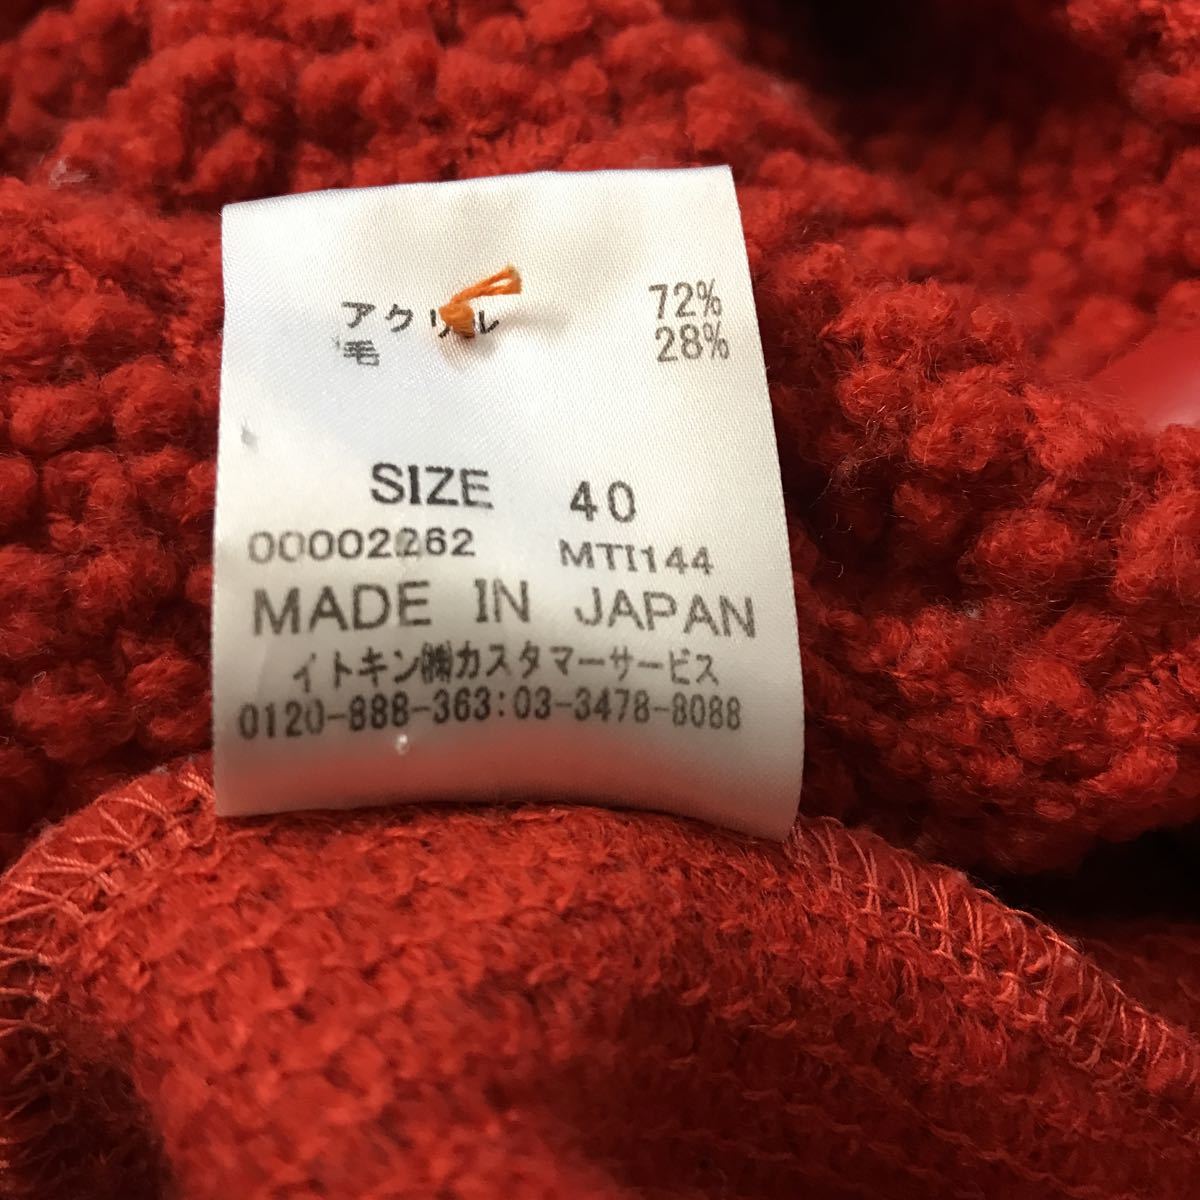 アクリル 72%
毛 28%
SIZE 40
00002262 MTI144
MADE IN JAPAN
イトキン㈱カスタマーサービス
0120-888-363:03-3478-8088